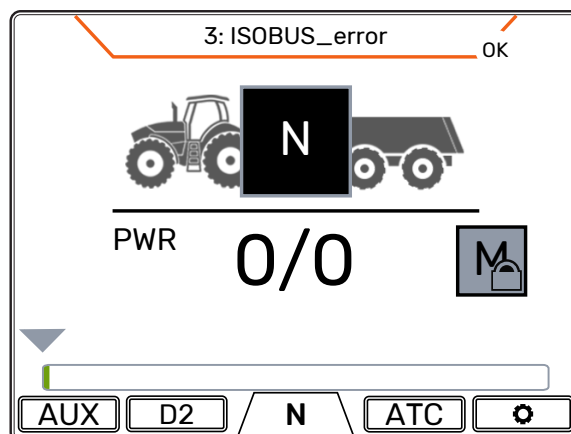 3: ISOBUS_error
OK
N
PWR
0/0
M
AUX
D2
N
ATC